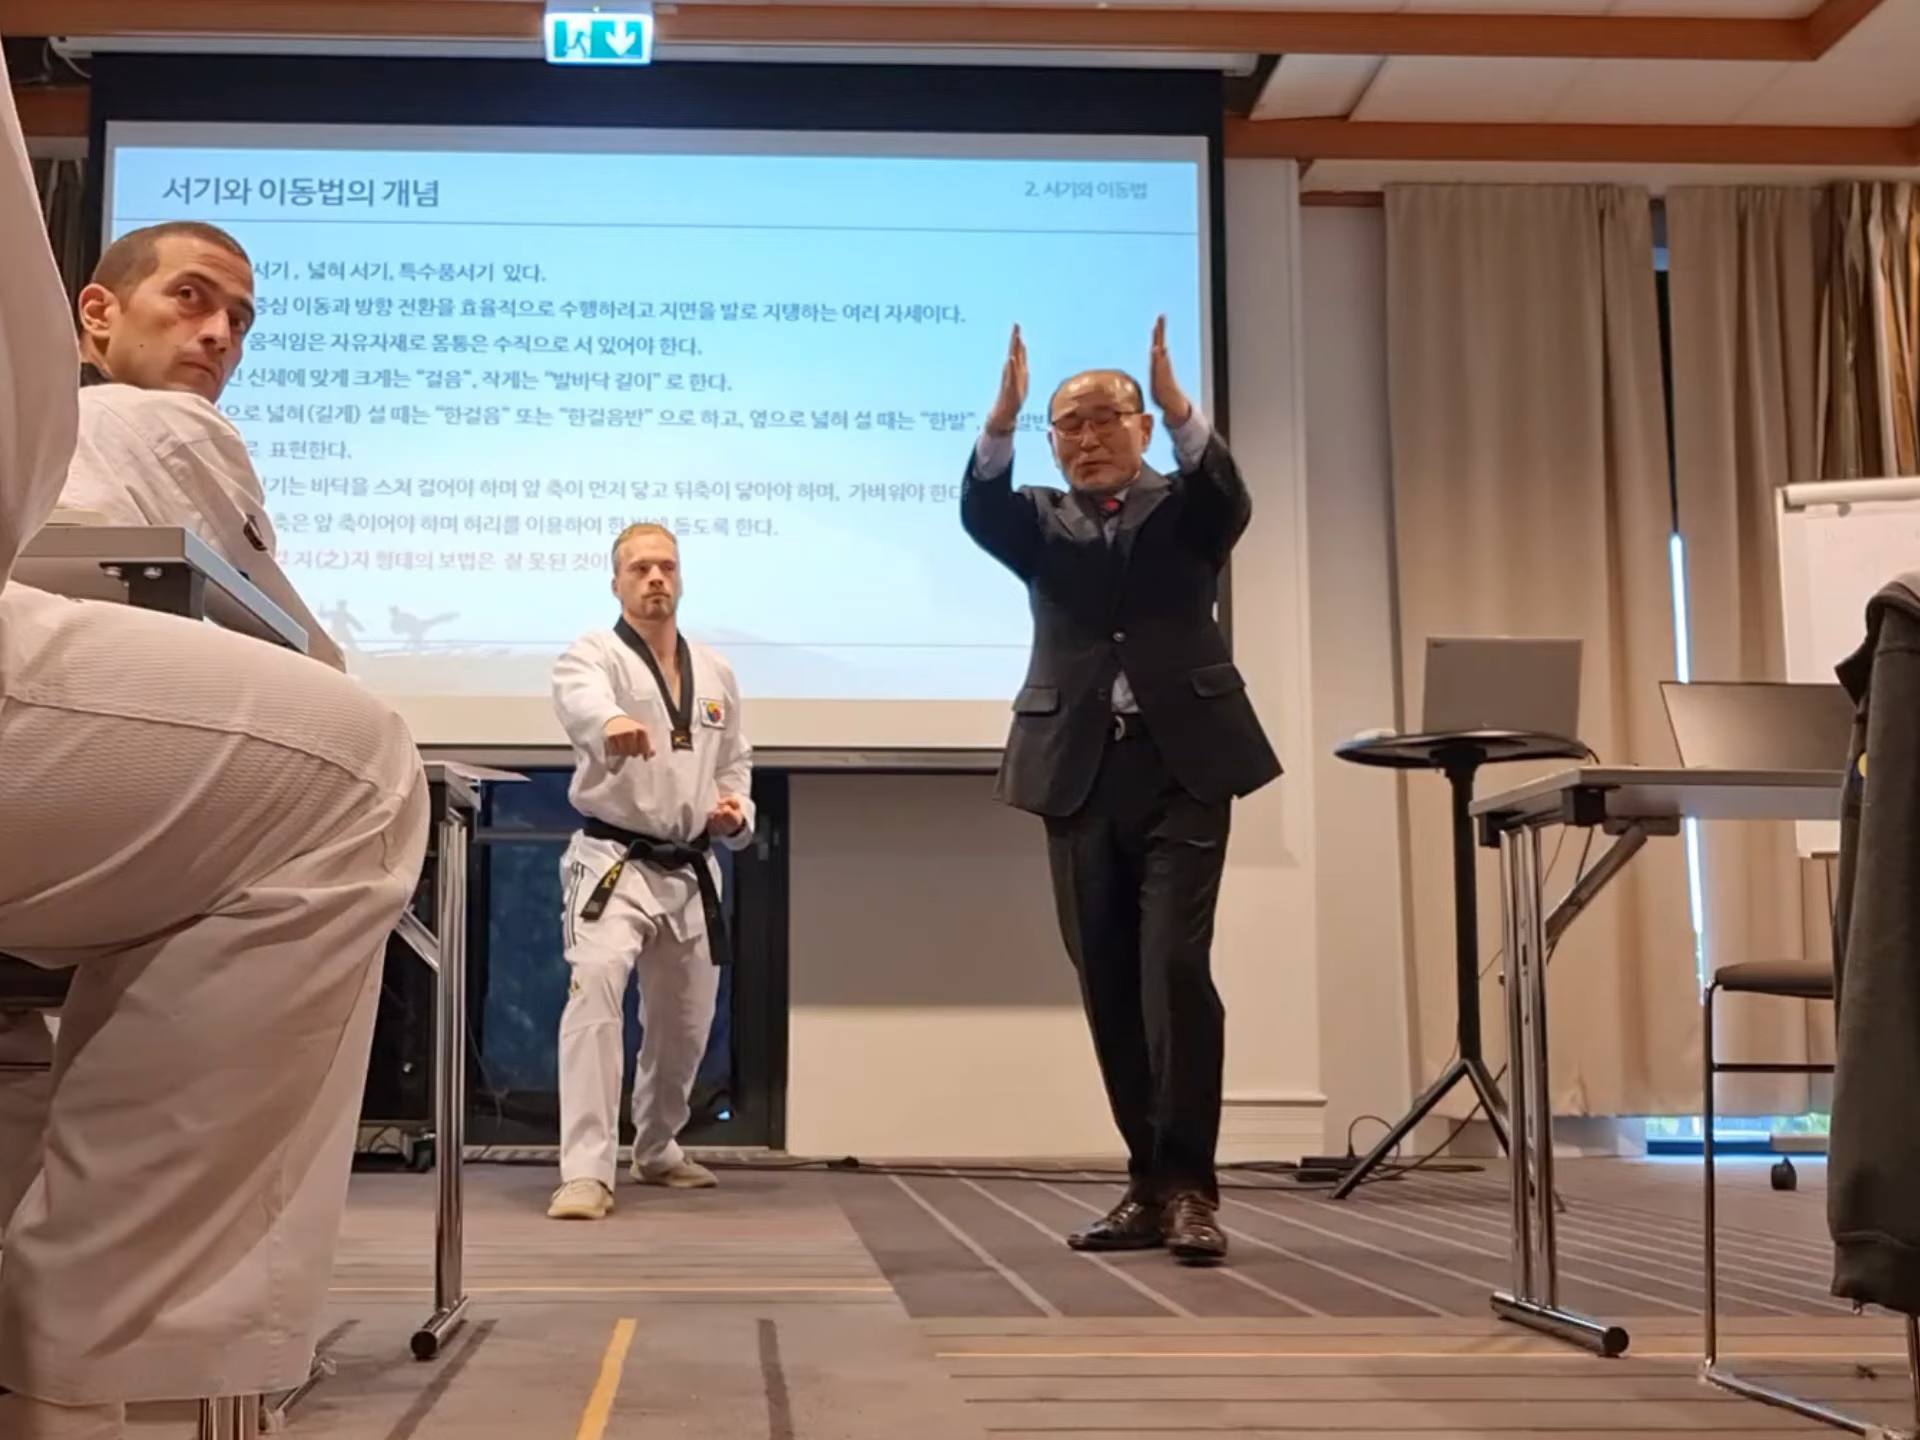 서기와 이동법의 개념
2. 서기와 이동법
서기, 넓혀 서기, 특수품서기 있다.
중심 이동과 방향 전환을 효율적으로 수행하려고 지면을 발로 지탱하는 여러 자세이다.
움직임은 자유자재로 몸통은 수직으로 서 있어야 한다.
신체에 맞게 크게는 "걸음", 작게는 "발바닥 길이" 로 한다.
으로 넓혀(길게) 설 때는 "한걸음" 또는 "한걸음반" 으로 하고, 옆으로 넓혀 설 때는 "한발",
로 표현한다.
기는 바닥을 스쳐 걸어야 하며 앞 축이 먼저 닿고 뒤축이 닿아야 하며, 가벼워야 한다
축은 앞 축이어야 하며 허리를 이용하여 한 듣도록 한다.
지(之)자 형태의 보법은 잘 못된 것이